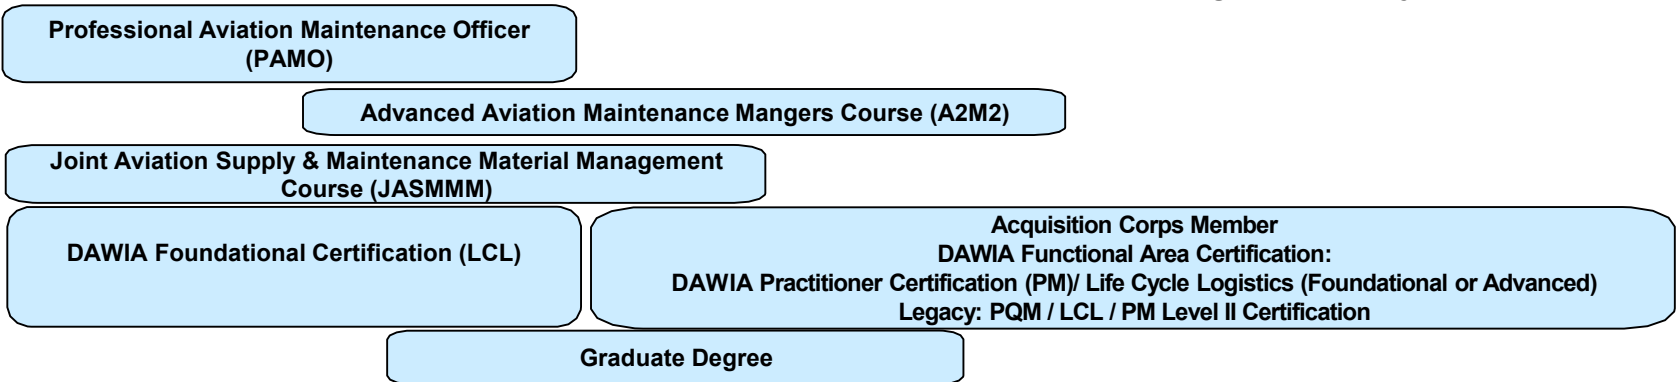 Professional Aviation Maintenance Officer
(PAMO)
Advanced Aviation Maintenance Mangers Course (A2M2)
Joint Aviation Supply & Maintenance Material Management
Course (JASMMM)
DAWIA Foundational Certification (LCL)
Acquisition Corps Member
DAWIA Functional Area Certification:
DAWIA Practitioner Certification (PM)/ Life Cycle Logistics (Foundational or Advanced)
Legacy: PQM / LCL / PM Level II Certification
Graduate Degree